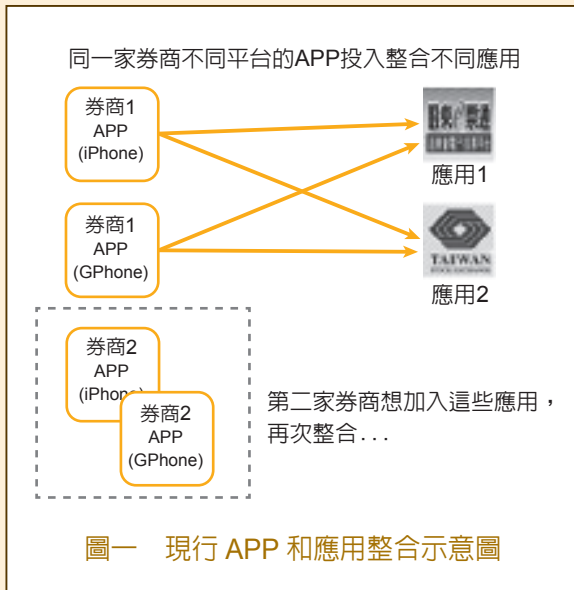 同一家券商不同平台的APP投入整合不同應用
券商1
APP
(iPhone)
應用1
券商1
APP
(GPhone)
TAIWAN
STOCK EXCHANGE
應用2
券商2
APP
(iPhone)
券商2
APP
(GPhone)
第二家券商想加入這些應用，
再次整合...
圖一 現行 APP 和應用整合示意圖